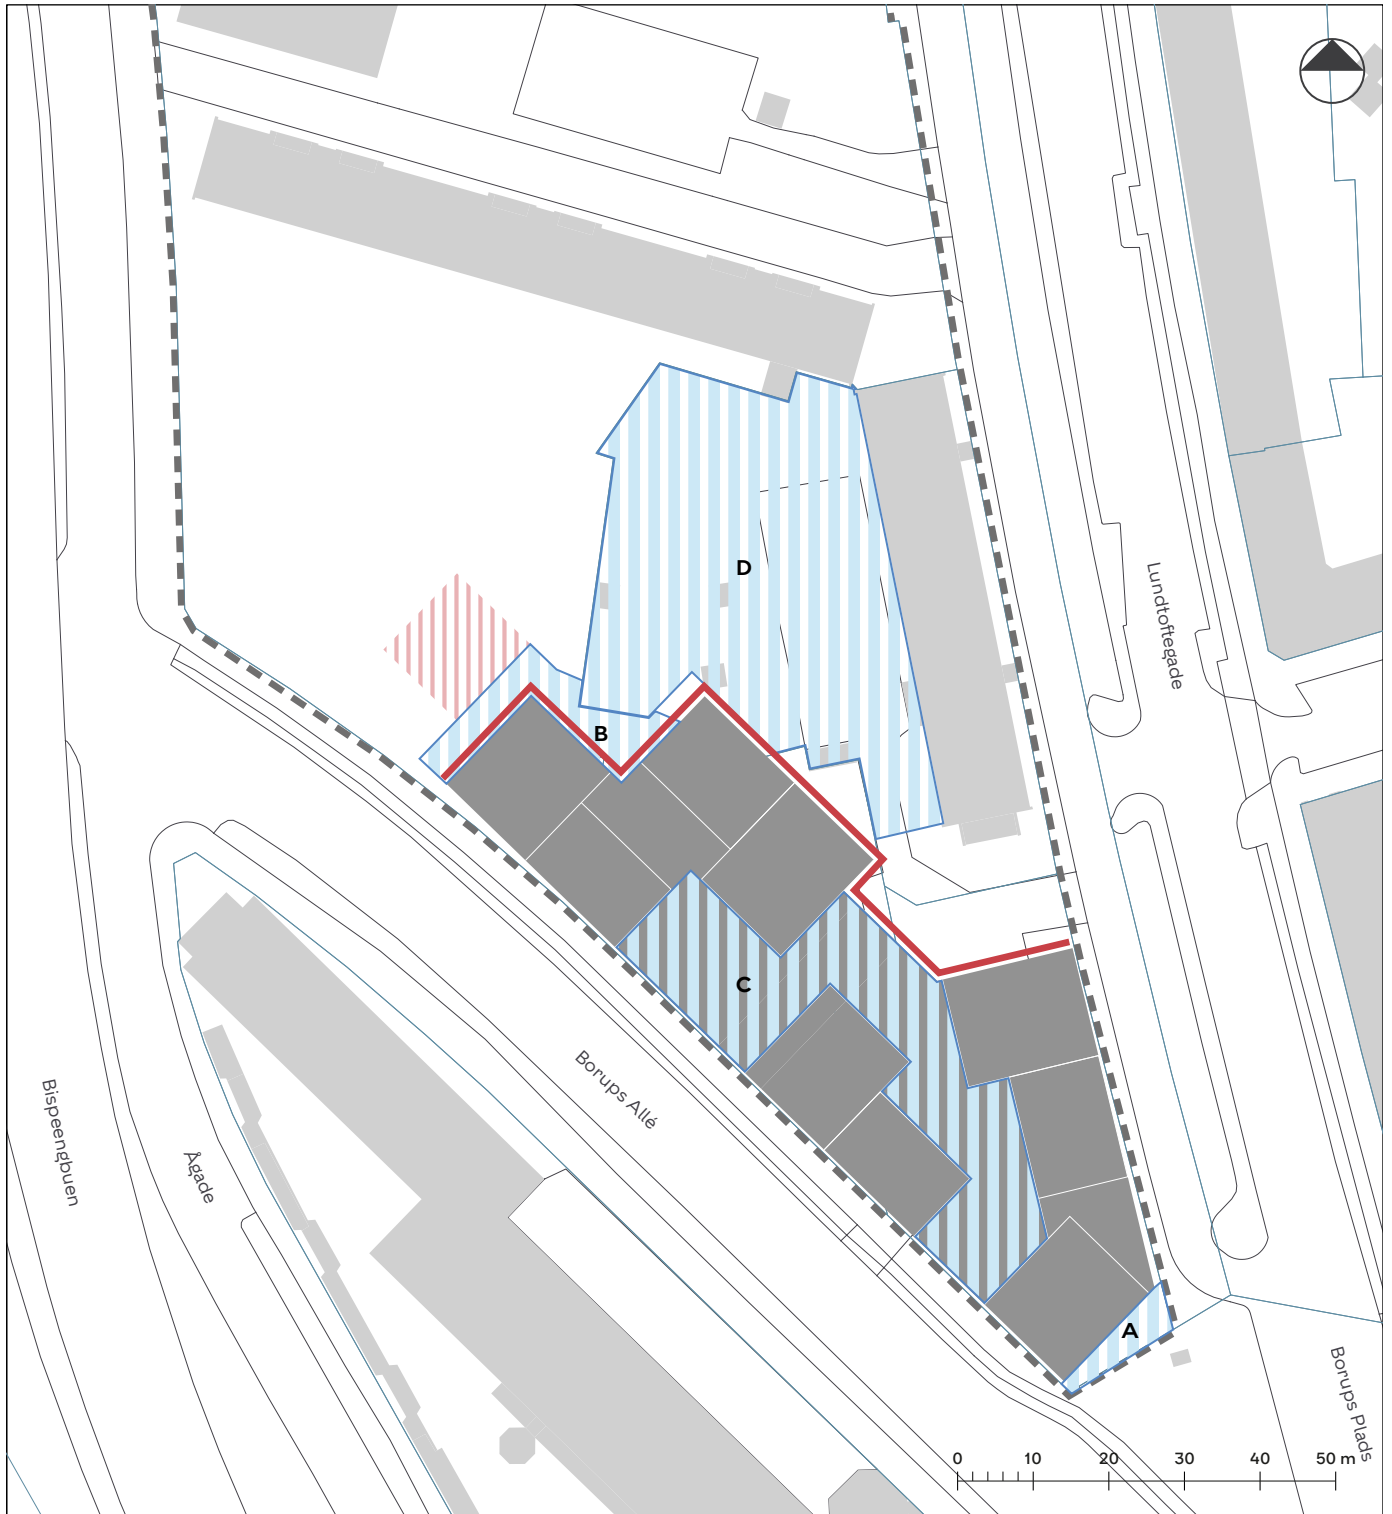 D
Lundtoftegade
B
C
Borups Allé
Bispeengbuen
Ågade
A
Borups Plads
0 10 20 30 40 50 m